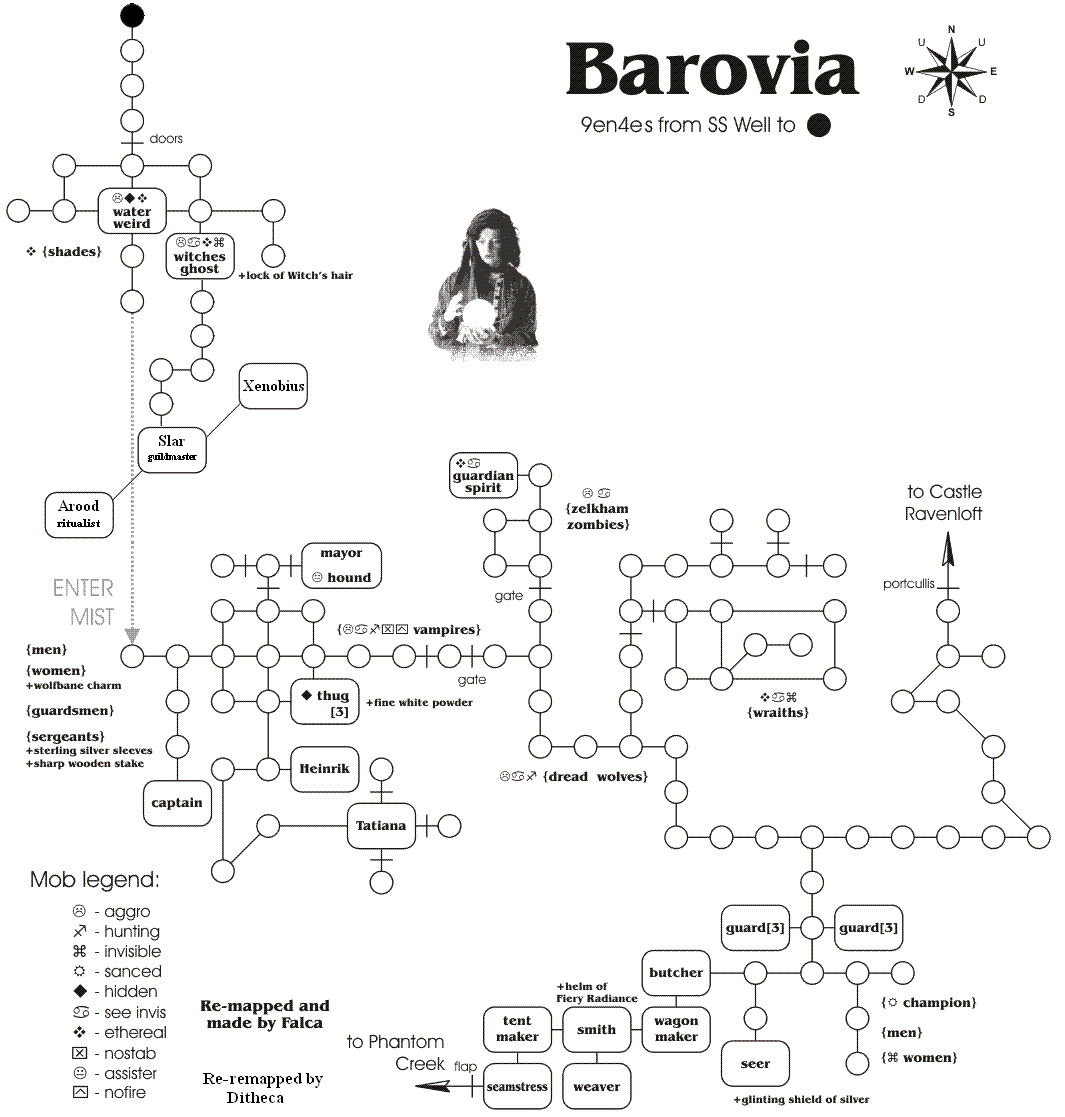 Barovia
9en4es from SS Well to
N
U
U
W
E
D
D
S
doors
water
weird
{shades}
witches
ghost
+lock of Witch's hair
Xenobius
Slar
guildmaster
Arood
ritualist
guardian
spirit
{zelkham
zombies}
to Castle
Ravenloft
portcullis
mayor
hound
gate
ENTER
MIST
{men}
{women}
+wolfbane charm
{guardsmen}
{sergeants}
+sterling silver sleeves
+sharp wooden stake
{ vampires}
gate
thug
[3]
+fine white powder
{wraiths}
{dread wolves}
Heinrik
captain
Tatiana
Mob legend:
- aggro
- hunting
- invisible
- sanced
- hidden
- see invis
- ethereal
- nostab
- assister
- nofire
Re-mapped and
made by Falca
Re-remapped by
Ditheca
guard[3]
guard[3]
butcher
+helm of
Fiery Radiance
tent
maker
smith
wagon
maker
to Phantom
Creek
flap
seamstress
weaver
seer
+glinting shield of silver
{ champion}
{men}
{ women}